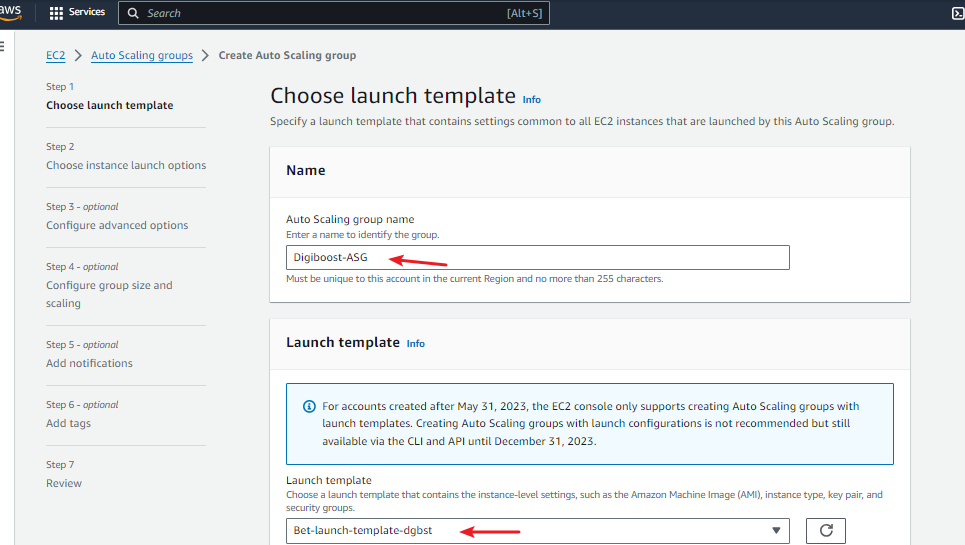 aws
Services
Search
[Alt+S]
EC2
Auto Scaling groups
Create Auto Scaling group
Step 1
Choose launch template
Step 2
Choose instance launch options
Step 3 - optional
Configure advanced options
Step 4 - optional
Configure group size and
scaling
Step 5 - optional
Add notifications
Step 6 - optional
Add tags
Step 7
Review
Choose launch template Info
Specify a launch template that contains settings common to all EC2 instances that are launched by this Auto Scaling group.
Name
Auto Scaling group name
Enter a name to identify the group.
Digiboost-ASG
Must be unique to this account in the current Region and no more than 255 characters.
Launch template Info
For accounts created after May 31, 2023, the EC2 console only supports creating Auto Scaling groups with
launch templates. Creating Auto Scaling groups with launch configurations is not recommended but still
available via the CLI and API until December 31, 2023.
Launch template
Choose a launch template that contains the instance-level settings, such as the Amazon Machine Image (AMI), instance type, key pair, and
security groups.
Bet-launch-template-dgbst